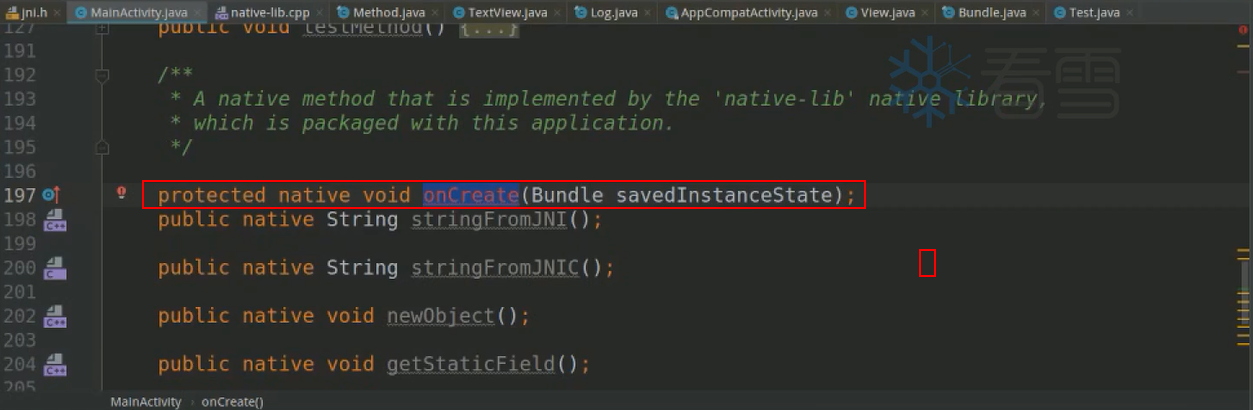 jni.h MainActivity.java native-lib.cpp Method.java TextView.java Log.java AppCompatActivity.java View.java Bundle.java Test.java
127 public void testMethod() {...}
191
看雪
192 /**
193 * A native method that is implemented by the 'native-lib' native library,
194 * which is packaged with this application.
195 */
196
197 protected native void onCreate(Bundle savedInstanceState);
198 public native String stringFromJNI();
199
200 public native String stringFromJNIC();
201
202 public native void newObject();
203
204 public native void getStaticField();
205
MainActivity › onCreate()